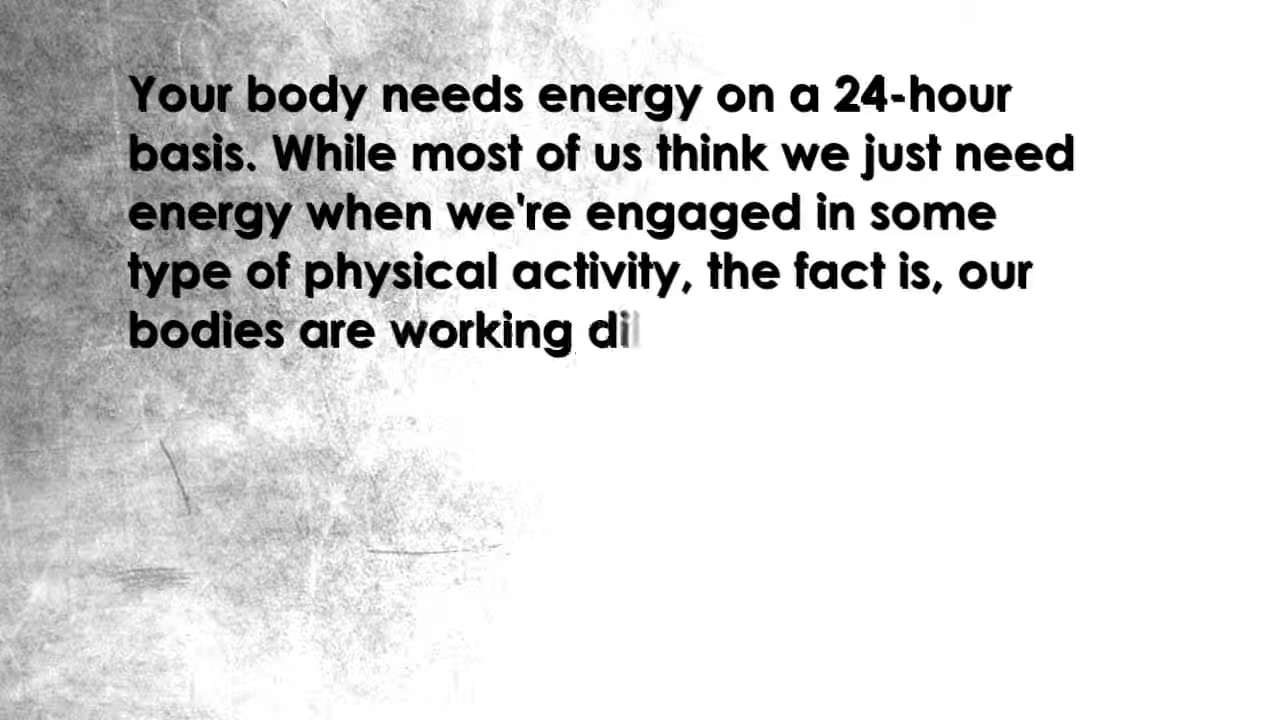 Your body needs energy on a 24-hour
basis. While most of us think we just need
energy when we're engaged in some
type of physical activity, the fact is, our
bodies are working dil